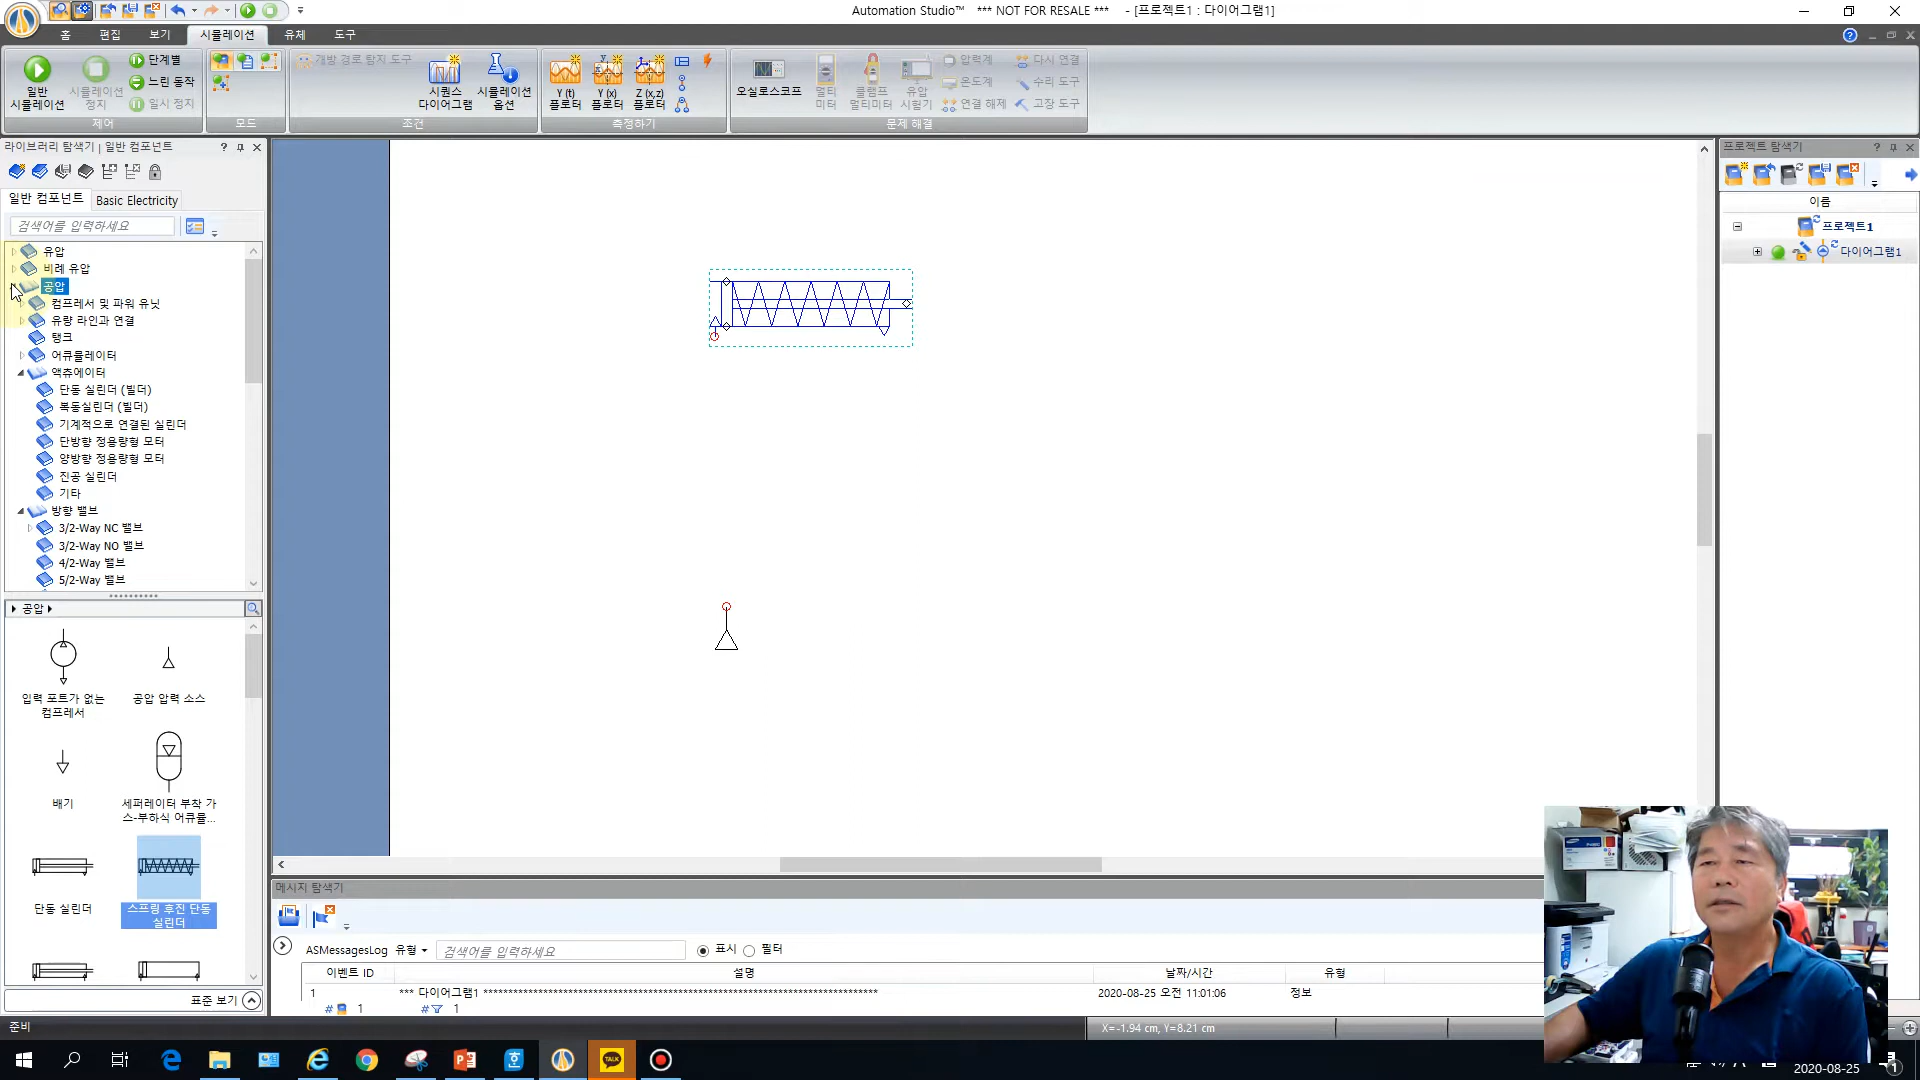 Automation Studio™ *** NOT FOR RESALE *** - [프로젝트1 : 다이어그램1]
홈 편집 보기 시뮬레이션 유체 도구
일반
시뮬레이션
시뮬레이션
정지
단계별
느린 동작
일시 정지
제어
모드
개방 경로 탐지 도구
시퀀스
다이어그램
시뮬레이션
옵션
조건
Y (t)
플로터
Y (x)
플로터
Z (x,z)
플로터
측정하기
오실로스코프
멀티
미터
클램프
멀티미터
유압
시험기
압력계
온도계
연결 해제
다시 연결
수리 도구
고장 도구
문제 해결
라이브러리 탐색기 | 일반 컴포넌트
일반 컴포넌트 Basic Electricity
검색어를 입력하세요
유압
비례 유압
공압
컴프레서 및 파워 유닛
유량 라인과 연결
탱크
어큐뮬레이터
액츄에이터
단동 실린더 (빌더)
복동실린더 (빌더)
기계적으로 연결된 실린더
단방향 정용량형 모터
양방향 정용량형 모터
진공 실린더
기타
방향 밸브
3/2-Way NC 밸브
3/2-Way NO 밸브
4/2-Way 밸브
5/2-Way 밸브
공압
입력 포트가 없는
컴프레서
공압 압력 소스
배기
세퍼레이터 부착 가
스-부하식 어큐뮬...
단동 실린더
스프링 후진 단동
실린더
표준 보기
준비
프로젝트 탐색기
이름
프로젝트1
다이어그램1
메시지 탐색기
ASMessagesLog 유형 검색어를 입력하세요 표시 필터
이벤트 ID 설명 날짜/시간 유형
1 *** 다이어그램1 ******************************************************************************* 2020-08-25 오전 11:01:06 정보
# 1 # 1
X=-1.94 cm, Y=8.21 cm
TALK
2020-08-25
1